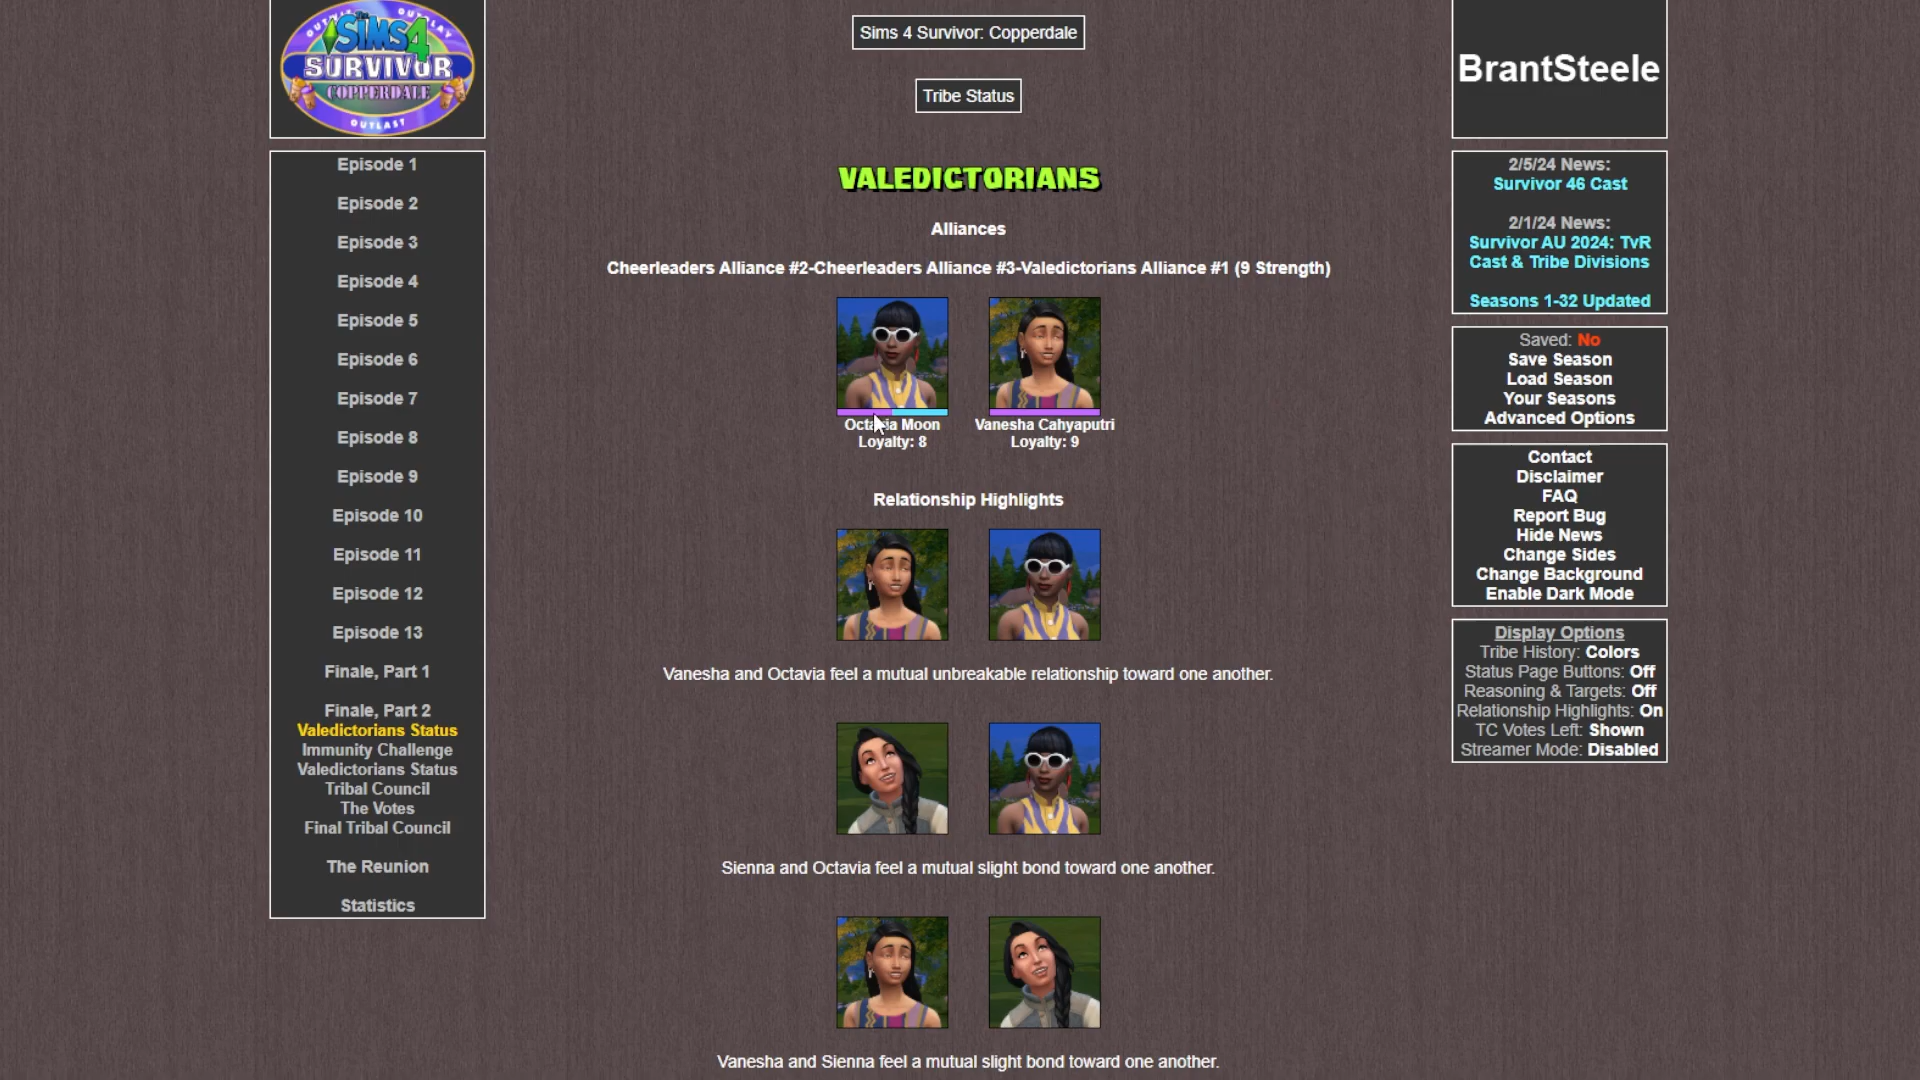 OUTWIT OUTPLAY
The SIMS 4
SURVIVOR
COPPERDALE
OUTLAST
Episode 1
Episode 2
Episode 3
Episode 4
Episode 5
Episode 6
Episode 7
Episode 8
Episode 9
Episode 10
Episode 11
Episode 12
Episode 13
Finale, Part 1
Finale, Part 2
Valedictorians Status
Immunity Challenge
Valedictorians Status
Tribal Council
The Votes
Final Tribal Council
The Reunion
Statistics
Sims 4 Survivor: Copperdale
Tribe Status
VALEDICTORIANS
Alliances
Cheerleaders Alliance #2-Cheerleaders Alliance #3-Valedictorians Alliance #1 (9 Strength)
Octavia Moon
Loyalty: 8
Vanesha Cahyaputri
Loyalty: 9
Relationship Highlights
Vanesha and Octavia feel a mutual unbreakable relationship toward one another.
Sienna and Octavia feel a mutual slight bond toward one another.
Vanesha and Sienna feel a mutual slight bond toward one another.
BrantSteele
2/5/24 News:
Survivor 46 Cast
2/1/24 News:
Survivor AU 2024: TvR
Cast & Tribe Divisions
Seasons 1-32 Updated
Saved: No
Save Season
Load Season
Your Seasons
Advanced Options
Contact
Disclaimer
FAQ
Report Bug
Hide News
Change Sides
Change Background
Enable Dark Mode
Display Options
Tribe History: Colors
Status Page Buttons: Off
Reasoning & Targets: Off
Relationship Highlights: On
TC Votes Left: Shown
Streamer Mode: Disabled